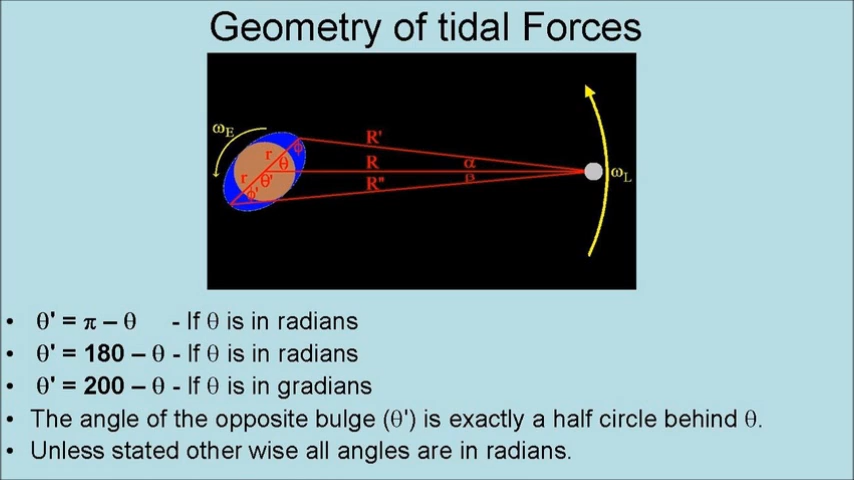 Geometry of tidal Forces
ωE
R'
ϕ
r
θ
R
α
ωL
r
θ'
R"
β
ϕ'
• θ' = π – θ - If θ is in radians
• θ' = 180 – θ - If θ is in radians
• θ' = 200 – θ - If θ is in gradians
• The angle of the opposite bulge (θ') is exactly a half circle behind θ.
• Unless stated other wise all angles are in radians.